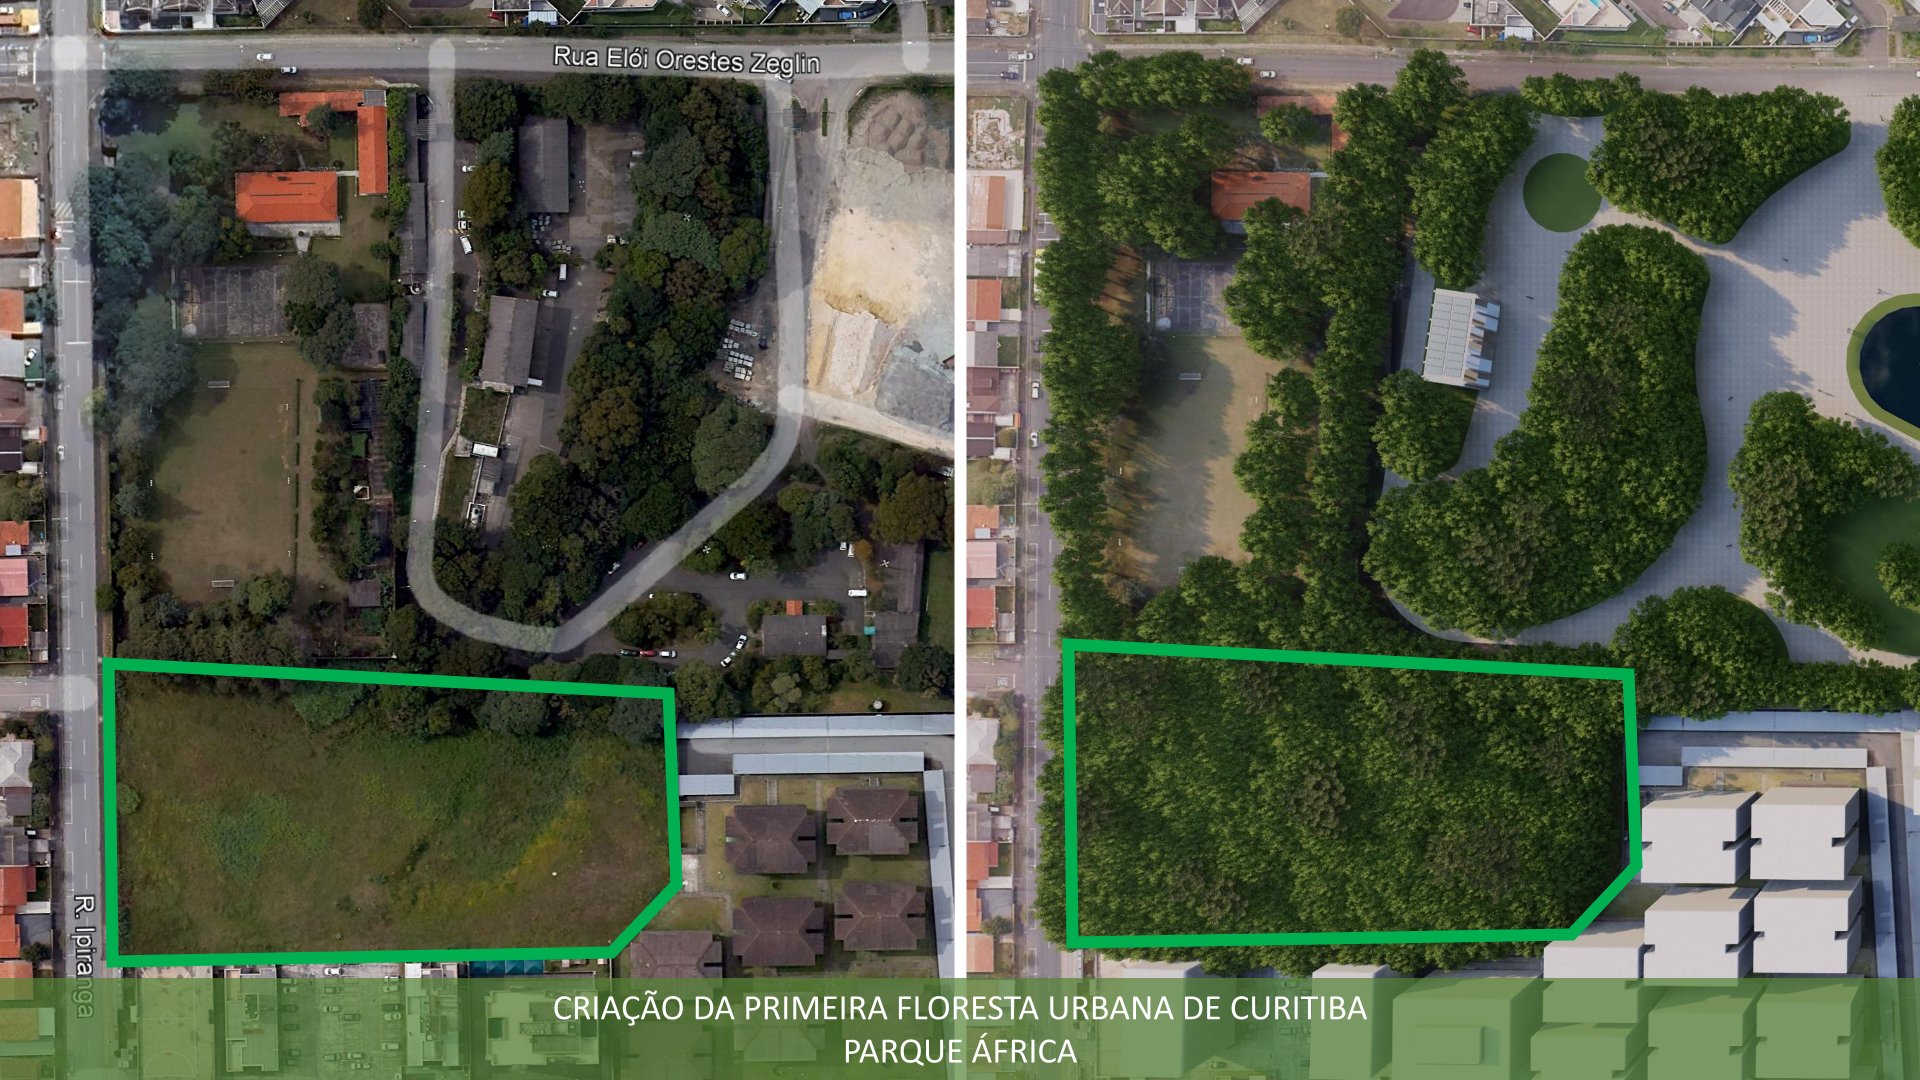 Rua Elói Orestes Zeglin
R. Ipiranga
CRIAÇÃO DA PRIMEIRA FLORESTA URBANA DE CURITIBA
PARQUE ÁFRICA